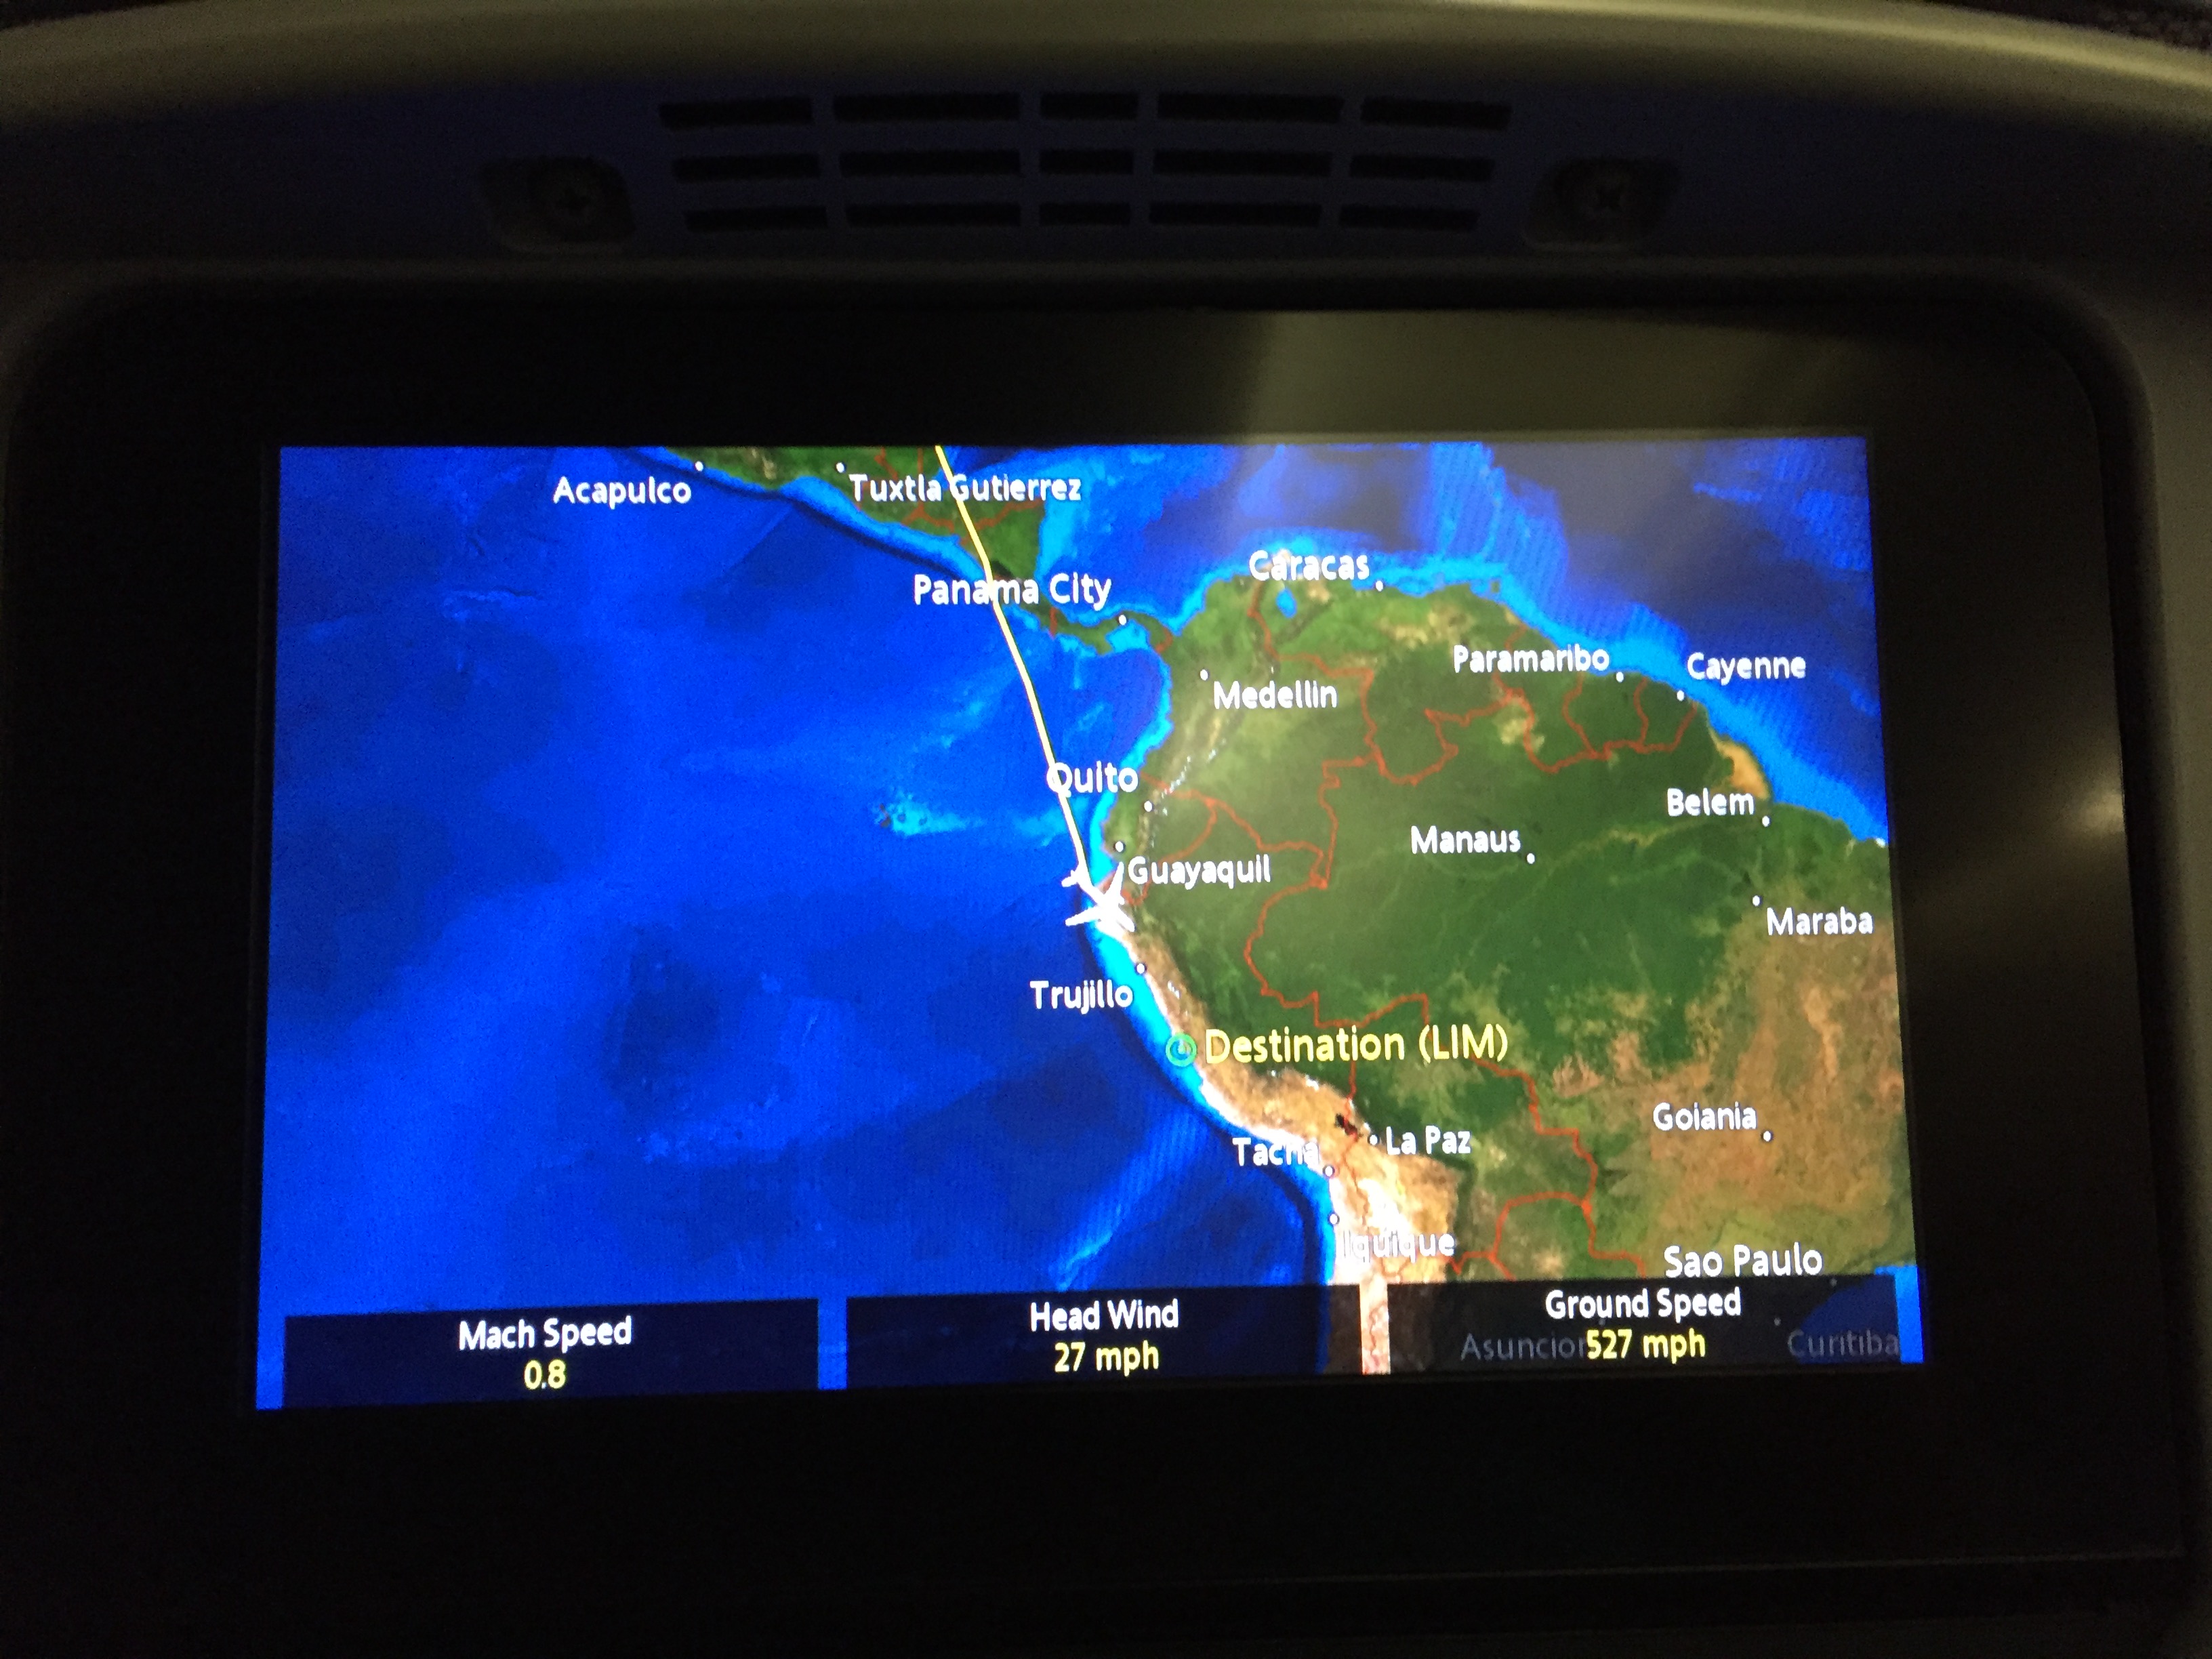 Acapulco
Tuxtla Gutierrez
Caracas
Panama City
Paramaribo
Cayenne
Medellin
Quito
Belem
Manaus
Guayaquil
Maraba
Trujillo
Destination (LIM)
Goiania
Tacna
La Paz
Iquique
Sao Paulo
Mach Speed
0.8
Head Wind
27 mph
Ground Speed
Asuncion
527 mph
Curitiba